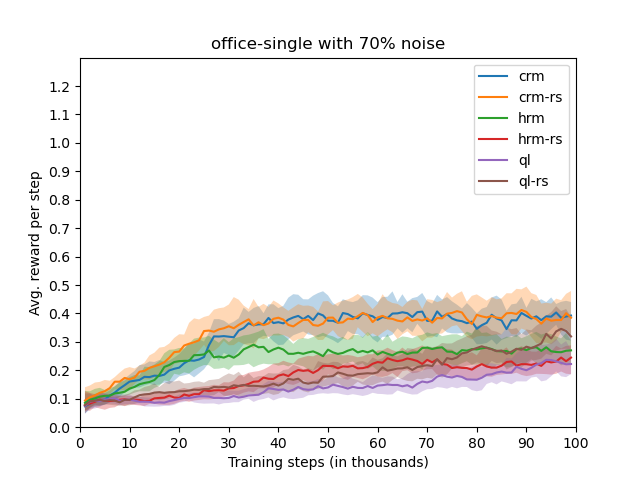 office-single with 70% noise
Avg. reward per step
1.2
1.1
1.0
0.9
0.8
0.7
0.6
0.5
0.4
0.3
0.2
0.1
0.0
crm
crm-rs
hrm
hrm-rs
ql
ql-rs
0 10 20 30 40 50 60 70 80 90 100
Training steps (in thousands)